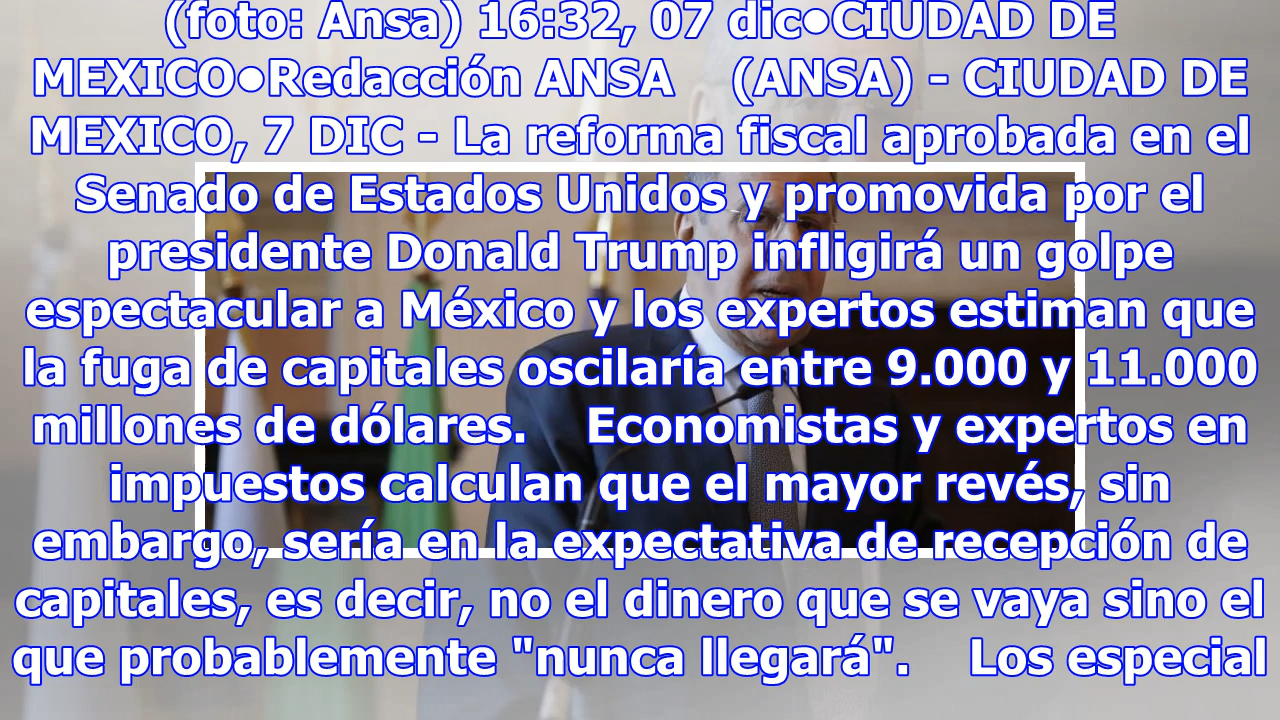 (foto: Ansa) 16:32, 07 dic•CIUDAD DE
MEXICO•Redacción ANSA (ANSA) - CIUDAD DE
MEXICO, 7 DIC - La reforma fiscal aprobada en el
Senado de Estados Unidos y promovida por el
presidente Donald Trump infligirá un golpe
espectacular a México y los expertos estiman que
la fuga de capitales oscilaría entre 9.000 y 11.000
millones de dólares. Economistas y expertos en
impuestos calculan que el mayor revés, sin
embargo, sería en la expectativa de recepción de
capitales, es decir, no el dinero que se vaya sino el
que probablemente "nunca llegará". Los especial